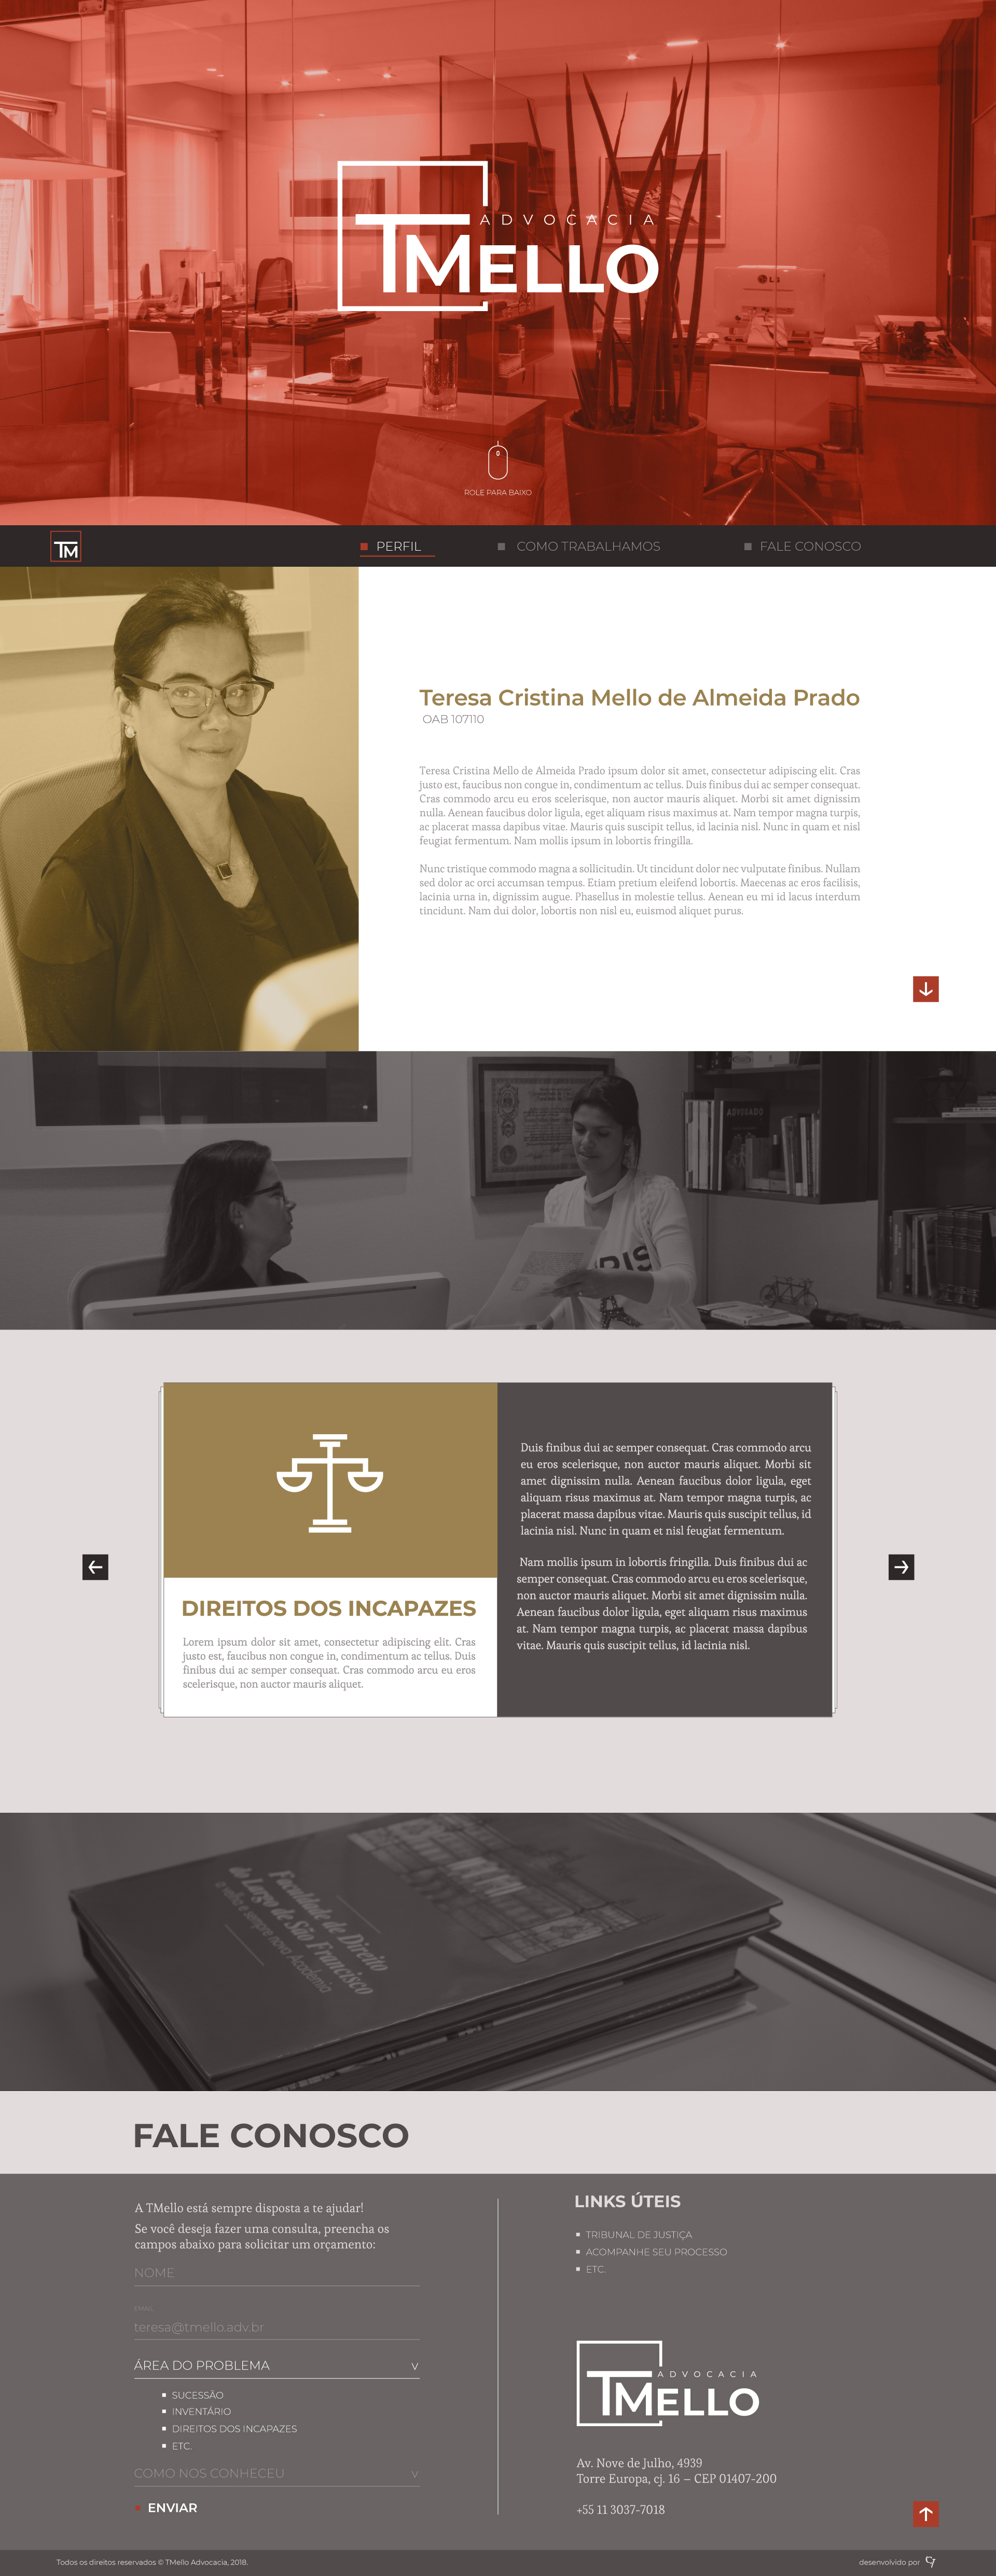 ADVOCACIA
TMELLO
LG
ROLE PARA BAIXO
TM
PERFIL
COMO TRABALHAMOS
FALE CONOSCO
Teresa Cristina Mello de Almeida Prado
OAB 107110
Teresa Cristina Mello de Almeida Prado ipsum dolor sit amet, consectetur adipiscing elit. Cras
justo est, faucibus non congue in, condimentum ac tellus. Duis finibus dui ac semper consequat.
Cras commodo arcu eu eros scelerisque, non auctor mauris aliquet. Morbi sit amet dignissim
nulla. Aenean faucibus dolor ligula, eget aliquam risus maximus at. Nam tempor magna turpis,
ac placerat massa dapibus vitae. Mauris quis suscipit tellus, id lacinia nisl. Nunc in quam et nisl
feugiat fermentum. Nam mollis ipsum in lobortis fringilla.
Nunc tristique commodo magna a sollicitudin. Ut tincidunt dolor nec vulputate finibus. Nullam
sed dolor ac orci accumsan tempus. Etiam pretium eleifend lobortis. Maecenas ac eros facilisis,
lacinia urna in, dignissim augue. Phasellus in molestie tellus. Aenean eu mi id lacus interdum
tincidunt. Nam dui dolor, lobortis non nisl eu, euismod aliquet purus.
ADVOGADO
DIREITOS DOS INCAPAZES
Lorem ipsum dolor sit amet, consectetur adipiscing elit. Cras
justo est, faucibus non congue in, condimentum ac tellus. Duis
finibus dui ac semper consequat. Cras commodo arcu eu eros
scelerisque, non auctor mauris aliquet.
Duis finibus dui ac semper consequat. Cras commodo arcu
eu eros scelerisque, non auctor mauris aliquet. Morbi sit
amet dignissim nulla. Aenean faucibus dolor ligula, eget
aliquam risus maximus at. Nam tempor magna turpis, ac
placerat massa dapibus vitae. Mauris quis suscipit tellus, id
lacinia nisl. Nunc in quam et nisl feugiat fermentum.
Nam mollis ipsum in lobortis fringilla. Duis finibus dui ac
semper consequat. Cras commodo arcu eu eros scelerisque,
non auctor mauris aliquet. Morbi sit amet dignissim nulla.
Aenean faucibus dolor ligula, eget aliquam risus maximus
at. Nam tempor magna turpis, ac placerat massa dapibus
vitae. Mauris quis suscipit tellus, id lacinia nisl.
Faculdade de Direito
do Largo de São Francisco
a velha e sempre nova Academia
FALE CONOSCO
A TMello está sempre disposta a te ajudar!
Se você deseja fazer uma consulta, preencha os
campos abaixo para solicitar um orçamento:
NOME
EMAIL
teresa@tmello.adv.br
ÁREA DO PROBLEMA v
SUCESSÃO
INVENTÁRIO
DIREITOS DOS INCAPAZES
ETC.
COMO NOS CONHECEU v
ENVIAR
LINKS ÚTEIS
TRIBUNAL DE JUSTIÇA
ACOMPANHE SEU PROCESSO
ETC.
ADVOCACIA
TMELLO
Av. Nove de Julho, 4939
Torre Europa, cj. 16 – CEP 01407-200
+55 11 3037-7018
Todos os direitos reservados © TMello Advocacia, 2018.
desenvolvido por